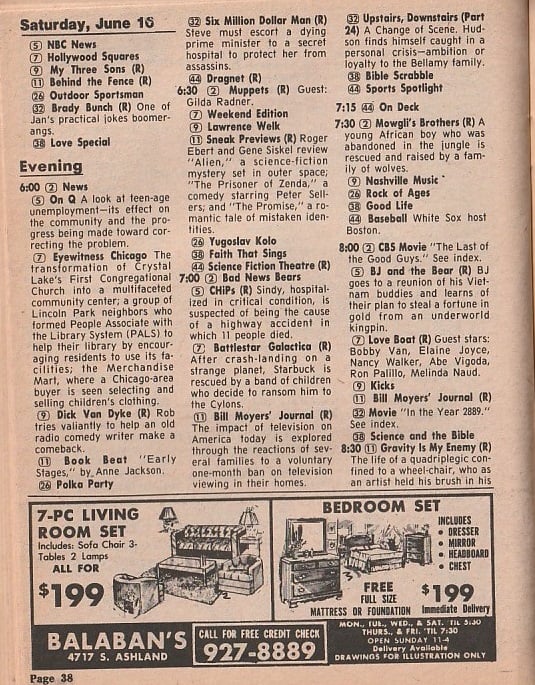 Saturday, June 16
(5) NBC News
(7) Hollywood Squares
(9) My Three Sons (R)
(11) Behind the Fence (R)
(26) Outdoor Sportsman
(32) Brady Bunch (R) One of
Jan's practical jokes boomer-
angs.
(38) Love Special
Evening
6:00 (2) News
(5) On Q A look at teen-age
unemployment—its effect on
the community and the pro-
gress being made toward cor-
recting the problem.
(7) Eyewitness Chicago The
transformation of Crystal
Lake's First Congregational
Church into a multifaceted
community center; a group of
Lincoln Park neighbors who
formed People Associate with
the Library System (PALS) to
help their library by encour-
aging residents to use its fa-
cilities; the Merchandise
Mart, where a Chicago-area
buyer is seen selecting and
selling children's clothing.
(9) Dick Van Dyke (R) Rob
tries valiantly to help an old
radio comedy writer make a
comeback.
(11) Book Beat "Early
Stages," by Anne Jackson.
(26) Polka Party
(32) Six Million Dollar Man (R)
Steve must escort a dying
prime minister to a secret
hospital to protect her from
assassins.
(44) Dragnet (R)
6:30 (2) Muppets (R) Guest:
Gilda Radner.
(7) Weekend Edition
(9) Lawrence Welk
(11) Sneak Previews (R) Roger
Ebert and Gene Siskel review
"Alien," a science-fiction
mystery set in outer space;
"The Prisoner of Zenda," a
comedy starring Peter Sell-
ers; and "The Promise," a ro-
mantic tale of mistaken iden-
tities.
(26) Yugoslav Kolo
(38) Faith That Sings
(44) Science Fiction Theatre (R)
7:00 (2) Bad News Bears
(5) CHiPs (R) Sindy, hospital-
ized in critical condition, is
suspected of being the cause
of a highway accident in
which 11 people died.
(7) Battlestar Galactica (R)
After crash-landing on a
strange planet, Starbuck is
rescued by a band of children
who decide to ransom him to
the Cylons.
(11) Bill Moyers' Journal (R)
The impact of television on
America today is explored
through the reactions of sev-
eral families to a voluntary
one-month ban on television
viewing in their homes.
(32) Upstairs, Downstairs (Part
24) A Change of Scene. Hud-
son finds himself caught in a
personal crisis—ambition or
loyalty to the Bellamy family.
(38) Bible Scrabble
(44) Sports Spotlight
7:15 (44) On Deck
7:30 (2) Mowgli's Brothers (R) A
young African boy who was
abandoned in the jungle is
rescued and raised by a fam-
ily of wolves.
(9) Nashville Music
(26) Rock of Ages
(38) Good Life
(44) Baseball White Sox host
Boston.
8:00 (2) CBS Movie "The Last of
the Good Guys." See index.
(5) BJ and the Bear (R) BJ
goes to a reunion of his Viet-
nam buddies and learns of
their plan to steal a fortune in
gold from an underworld
kingpin.
(7) Love Boat (R) Guest stars:
Bobby Van, Elaine Joyce,
Nancy Walker, Abe Vigoda,
Ron Palillo, Melinda Naud.
(9) Kicks
(11) Bill Moyers' Journal (R)
(32) Movie "In the Year 2889."
See index.
(38) Science and the Bible
8:30 (11) Gravity Is My Enemy (R)
The life of a quadriplegic con-
fined to a wheel-chair, who as
an artist held his brush in his
7-PC LIVING
ROOM SET
Includes: Sofa Chair 3-
Tables 2 Lamps
ALL FOR
$199
BEDROOM SET
INCLUDES
• DRESSER
• MIRROR
• HEADBOARD
• CHEST
FREE
FULL SIZE
MATTRESS OR FOUNDATION
$199
Immediate Delivery
BALABAN'S
4717 S. ASHLAND
CALL FOR FREE CREDIT CHECK
927-8889
MON., TUE., WED., & SAT. 'TIL 5:30
THURS., & FRI. 'TIL 7:30
OPEN SUNDAY 11-4
Delivery Available
DRAWINGS FOR ILLUSTRATION ONLY
Page 38